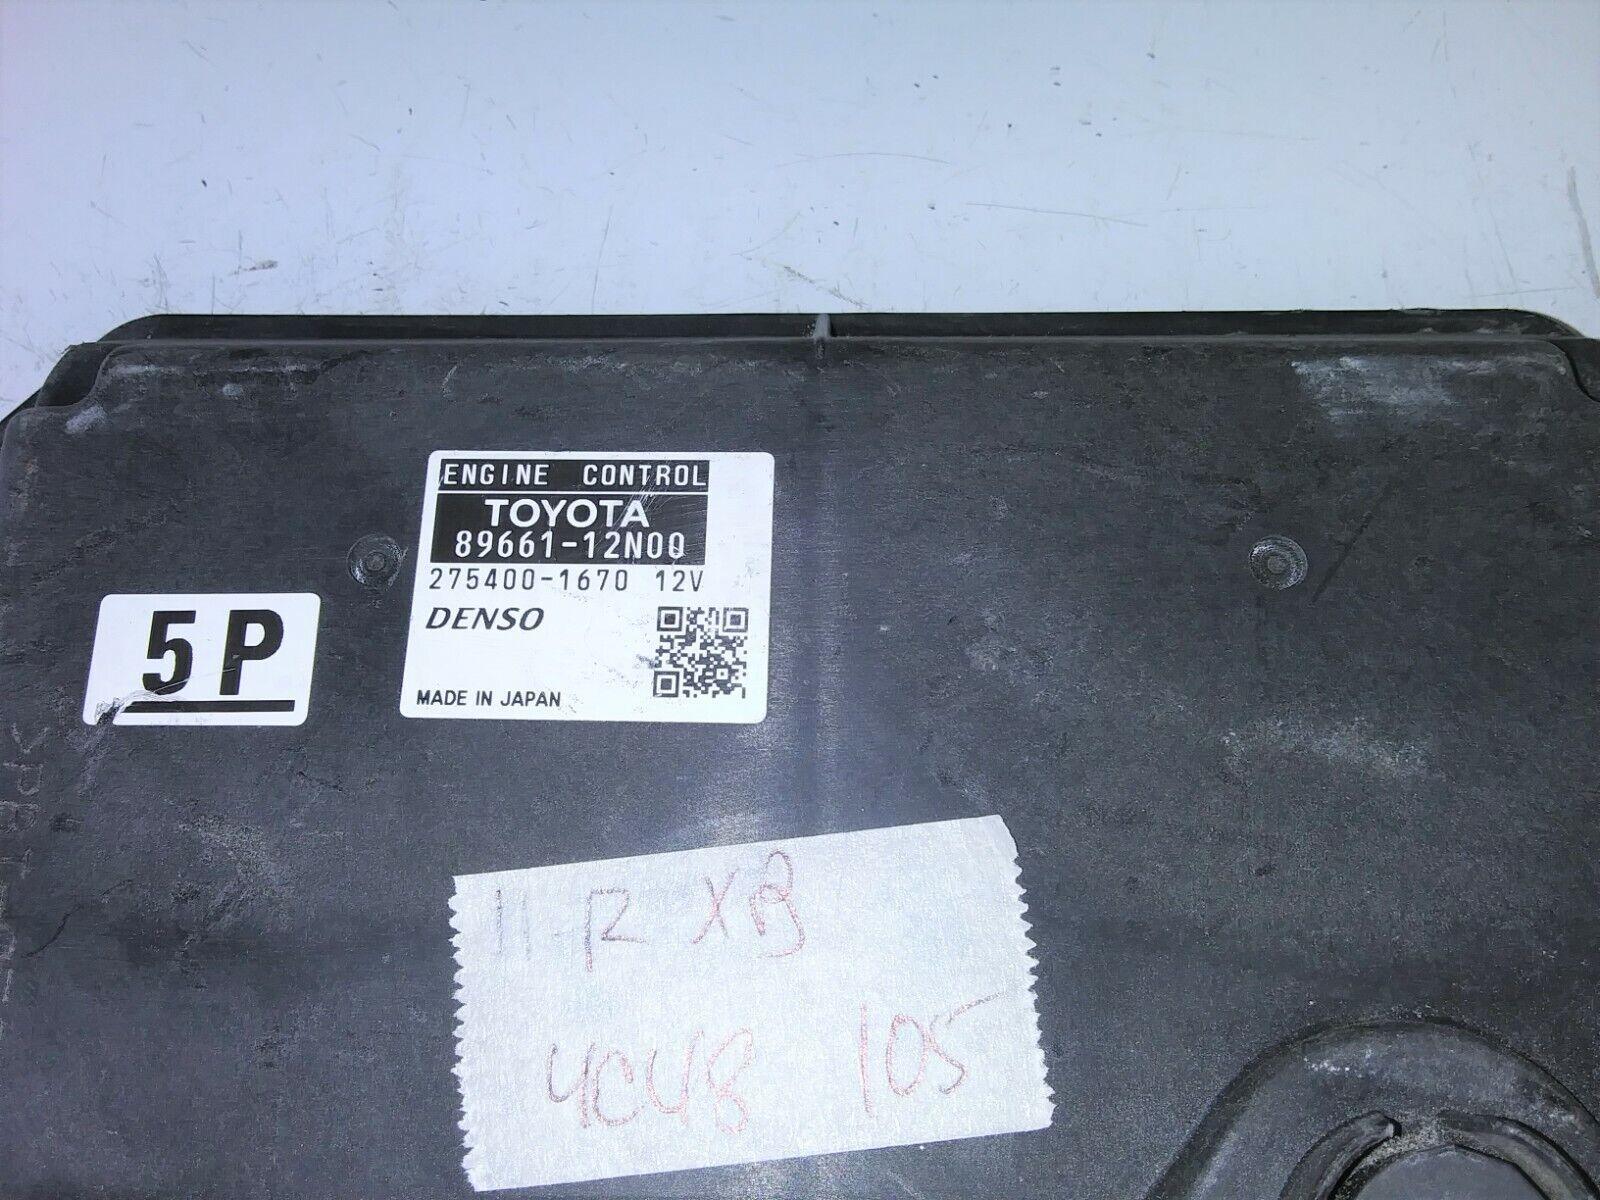 ENGINE CONTROL
TOYOTA
89661-12N00
275400-1670 12V
DENSO
MADE IN JAPAN
5P
11-R XB
4C48 105